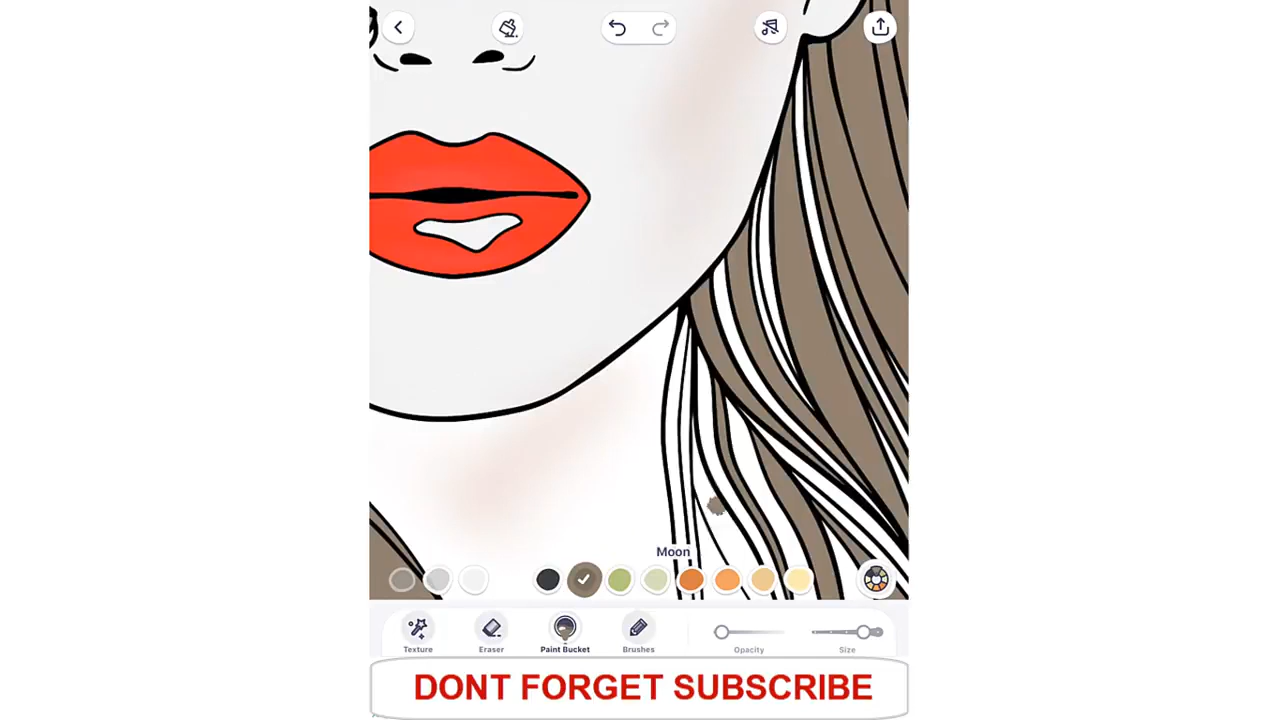 Moon
Texture
Eraser
Paint Bucket
Brushes
Opacity
Size
DONT FORGET SUBSCRIBE